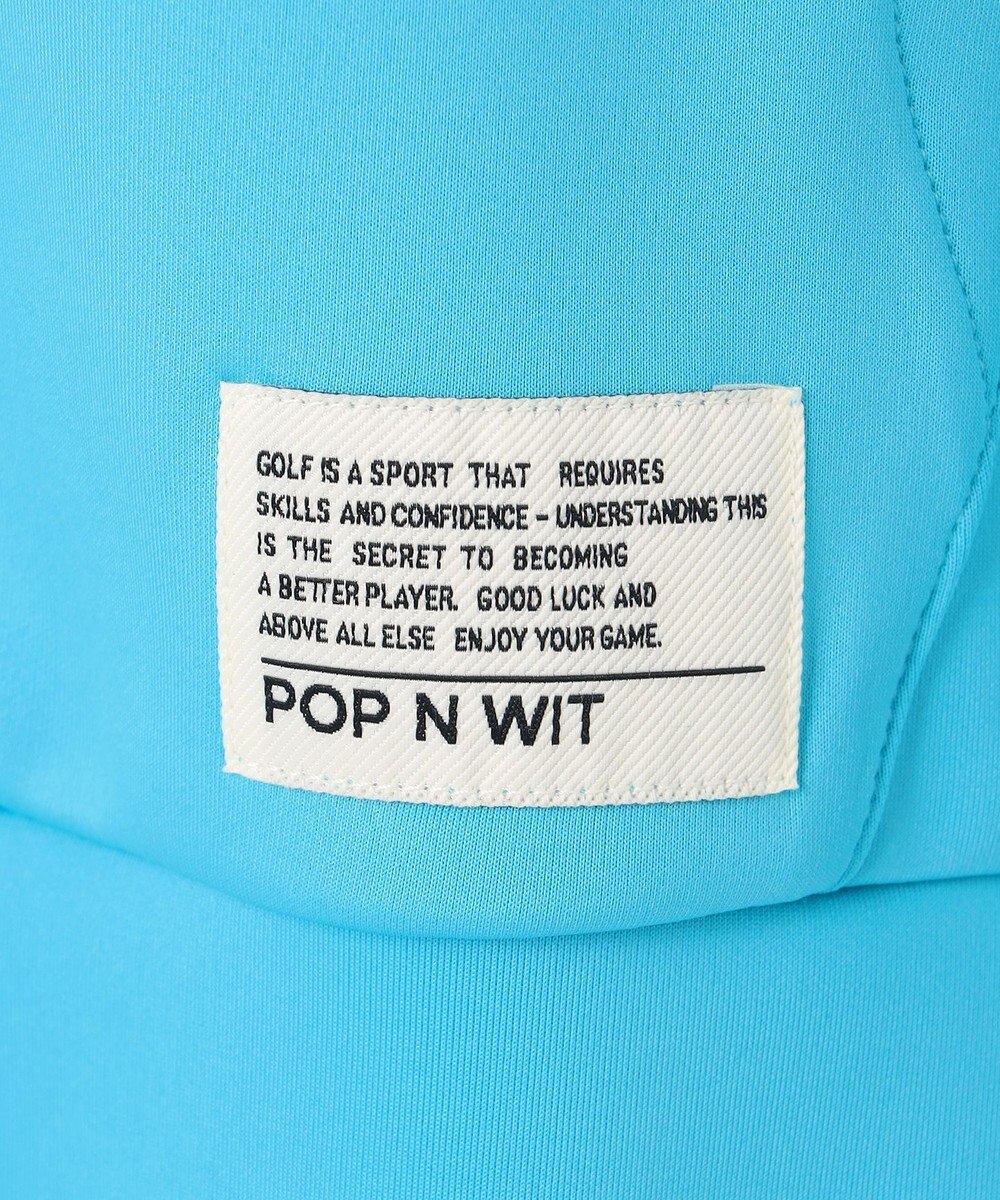 GOLF IS A SPORT THAT REQUIRES
SKILLS AND CONFIDENCE – UNDERSTANDING THIS
IS THE SECRET TO BECOMING
A BETTER PLAYER. GOOD LUCK AND
ABOVE ALL ELSE ENJOY YOUR GAME.
POP N WIT